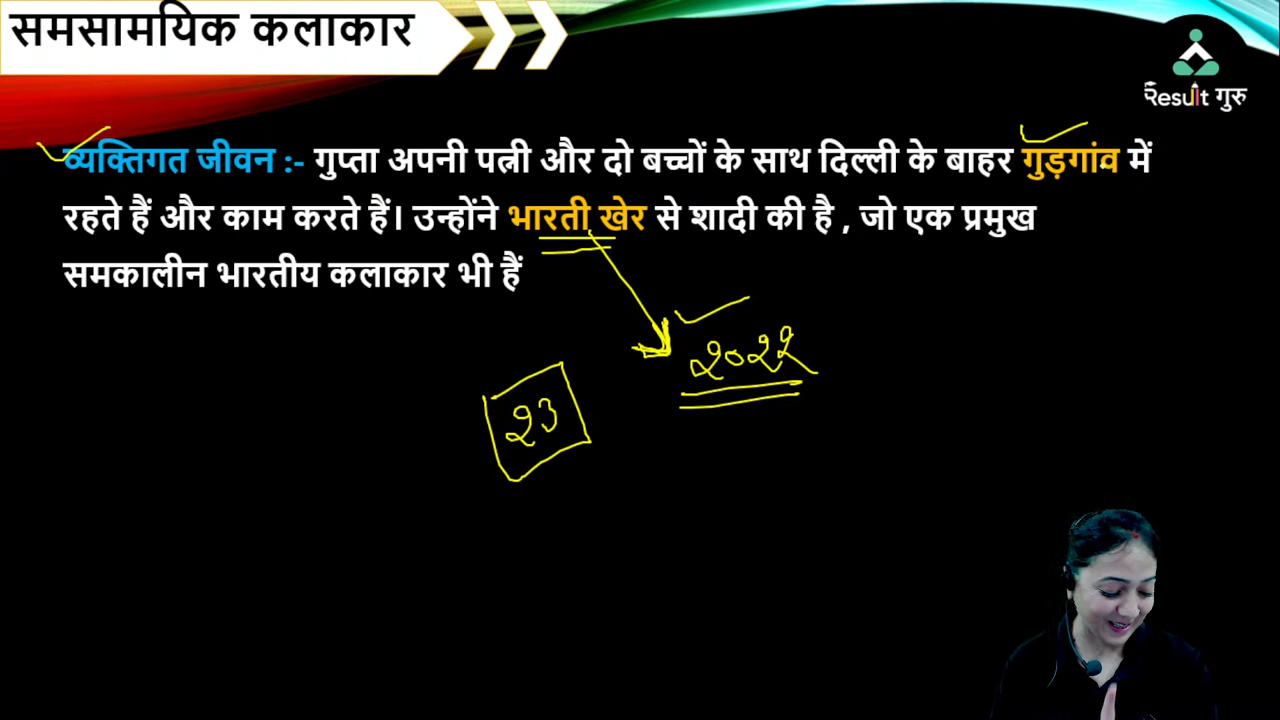 समसामयिक कलाकार
Result गुरु
व्यक्तिगत जीवन :- गुप्ता अपनी पत्नी और दो बच्चों के साथ दिल्ली के बाहर गुड़गांव में
रहते हैं और काम करते हैं। उन्होंने भारती खेर से शादी की है , जो एक प्रमुख
समकालीन भारतीय कलाकार भी हैं
2022
23